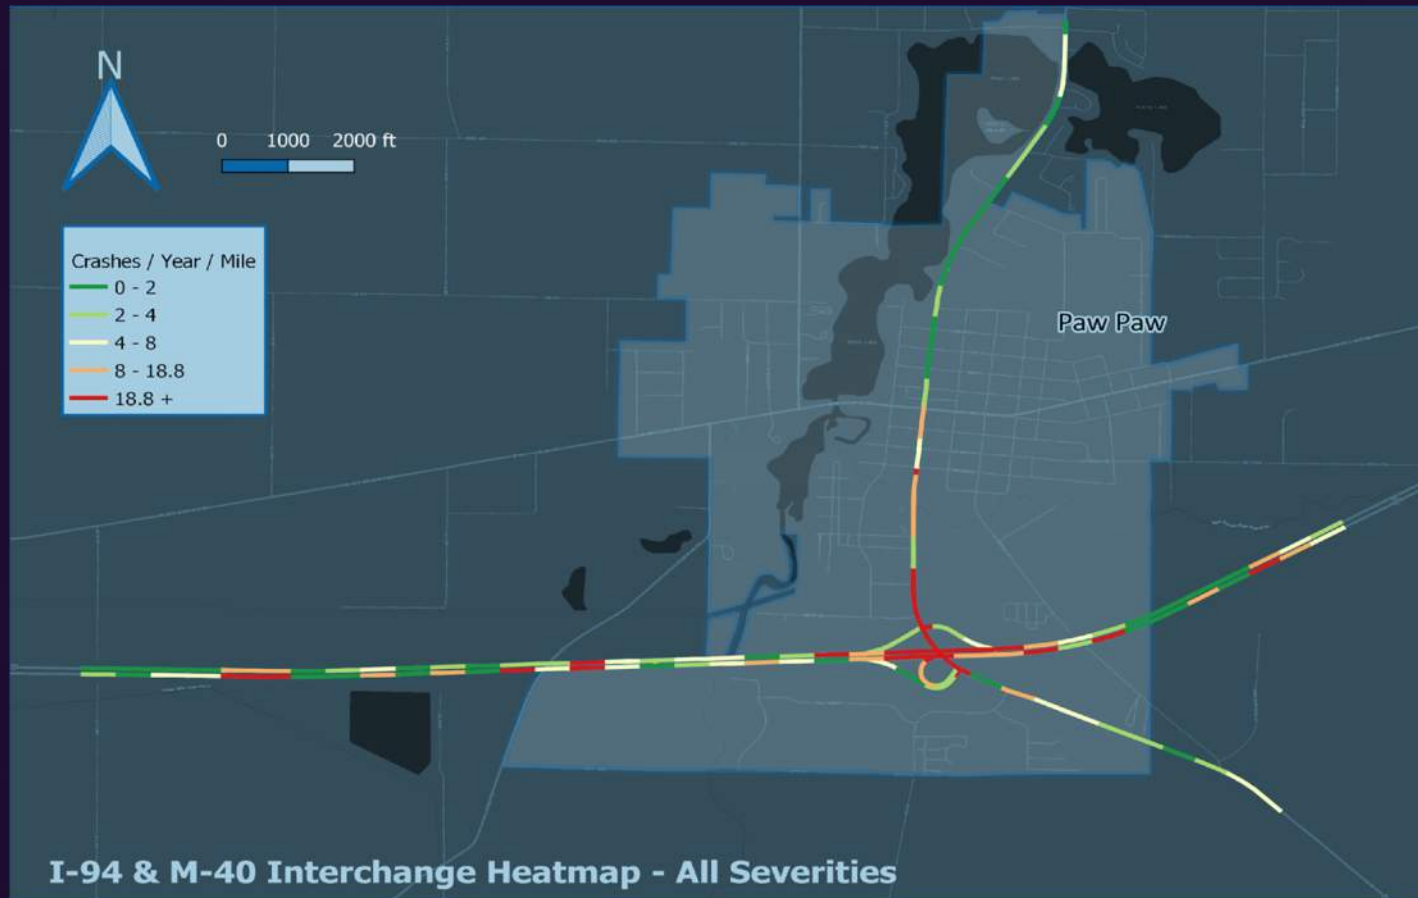 N
0 1000 2000 ft
Crashes / Year / Mile
0 - 2
2 - 4
4 - 8
8 - 18.8
18.8 +
Paw Paw
I-94 & M-40 Interchange Heatmap - All Severities